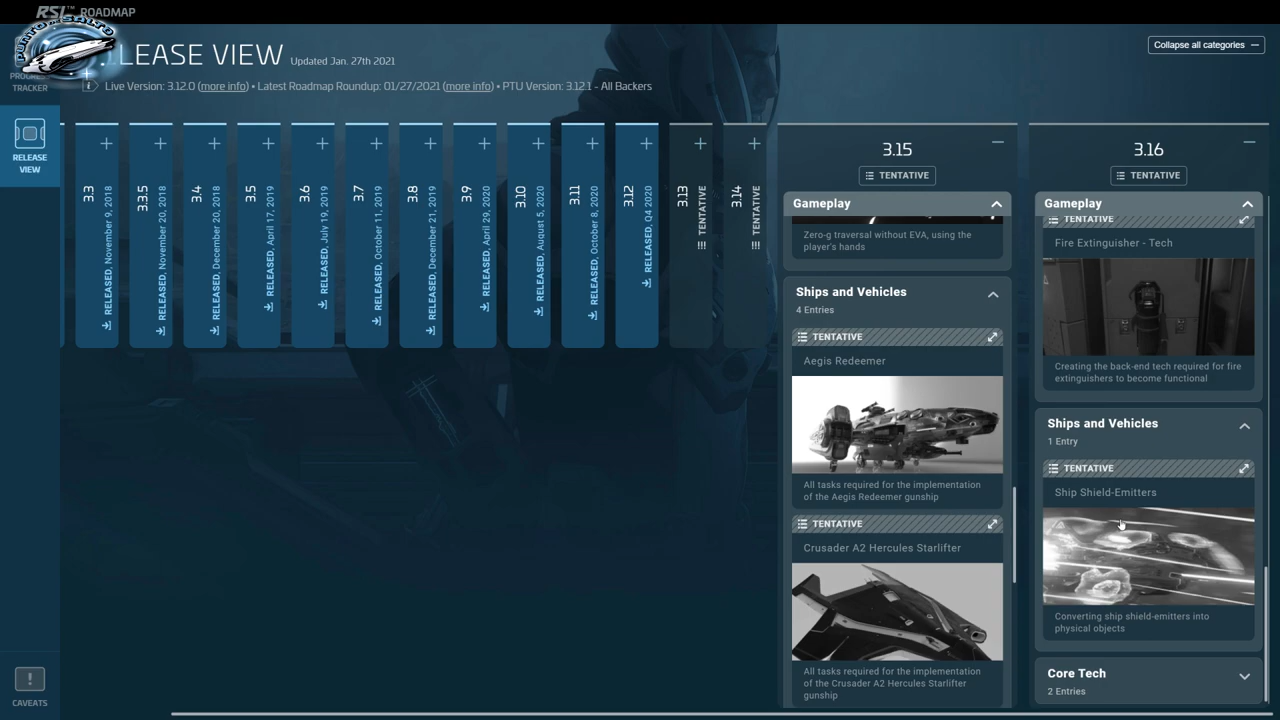 RSI™ ROADMAP
PUNTO de SALTO
LEASE VIEW Updated Jan. 27th 2021
Live Version: 3.12.0 (more info) • Latest Roadmap Roundup: 01/27/2021 (more info) • PTU Version: 3.12.1 - All Backers
Collapse all categories
TRACKER
RELEASE
VIEW
CAVEATS
3.3 RELEASED, November 9, 2018
3.3.5 RELEASED, November 20, 2018
3.4 RELEASED, December 20, 2018
3.5 RELEASED, April 17, 2019
3.6 RELEASED, July 19, 2019
3.7 RELEASED, October 11, 2019
3.8 RELEASED, December 21, 2019
3.9 RELEASED, April 29, 2020
3.10 RELEASED, August 5, 2020
3.11 RELEASED, October 8, 2020
3.12 RELEASED, Q4 2020
3.13 TENTATIVE
3.14 TENTATIVE
3.15
TENTATIVE
Gameplay
Zero-g traversal without EVA, using the
player's hands
Ships and Vehicles
4 Entries
TENTATIVE
Aegis Redeemer
All tasks required for the implementation
of the Aegis Redeemer gunship
TENTATIVE
Crusader A2 Hercules Starlifter
All tasks required for the implementation
of the Crusader A2 Hercules Starlifter
gunship
3.16
TENTATIVE
Gameplay
TENTATIVE
Fire Extinguisher - Tech
Creating the back-end tech required for fire
extinguishers to become functional
Ships and Vehicles
1 Entry
TENTATIVE
Ship Shield-Emitters
Converting ship shield-emitters into
physical objects
Core Tech
2 Entries